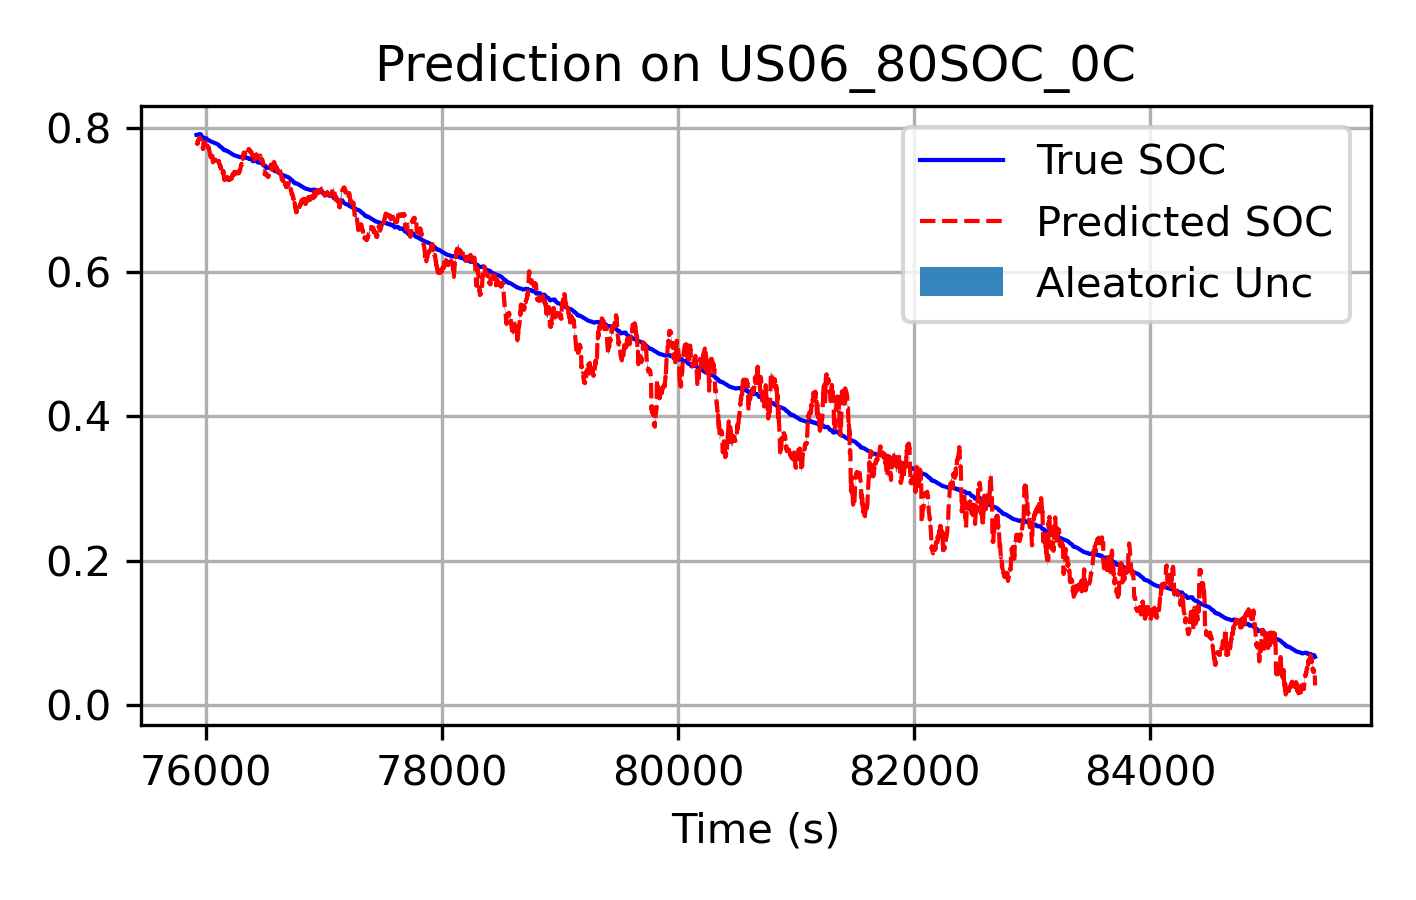 Prediction on US06_80SOC_0C
0.8
0.6
0.4
0.2
0.0
True SOC
Predicted SOC
Aleatoric Unc
76000 78000 80000 82000 84000
Time (s)